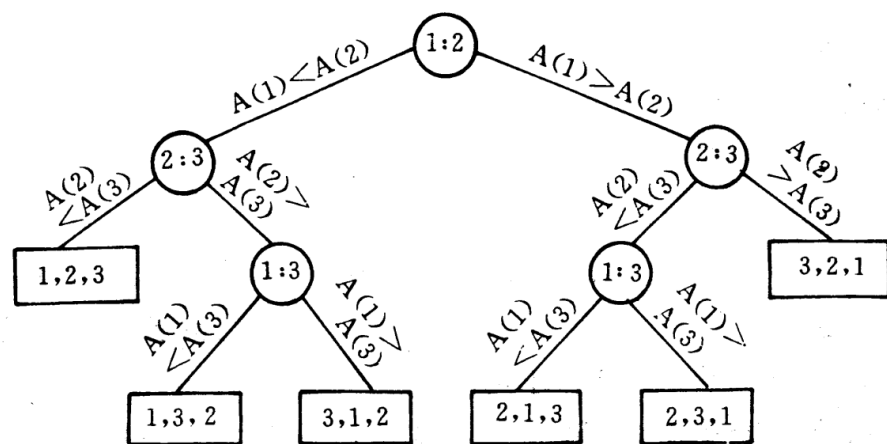 1:2
A(1)<A(2)
A(1)>A(2)
2:3
2:3
A(2)
<A(3)
A(2)>
A(3)
A(2)
<A(3)
A(2)
>A(3)
1,2,3
1:3
1:3
3,2,1
A(1)
<A(3)
A(1)>
A(3)
A(1)
<A(3)
A(1)>
A(3)
1,3,2
3,1,2
2,1,3
2,3,1